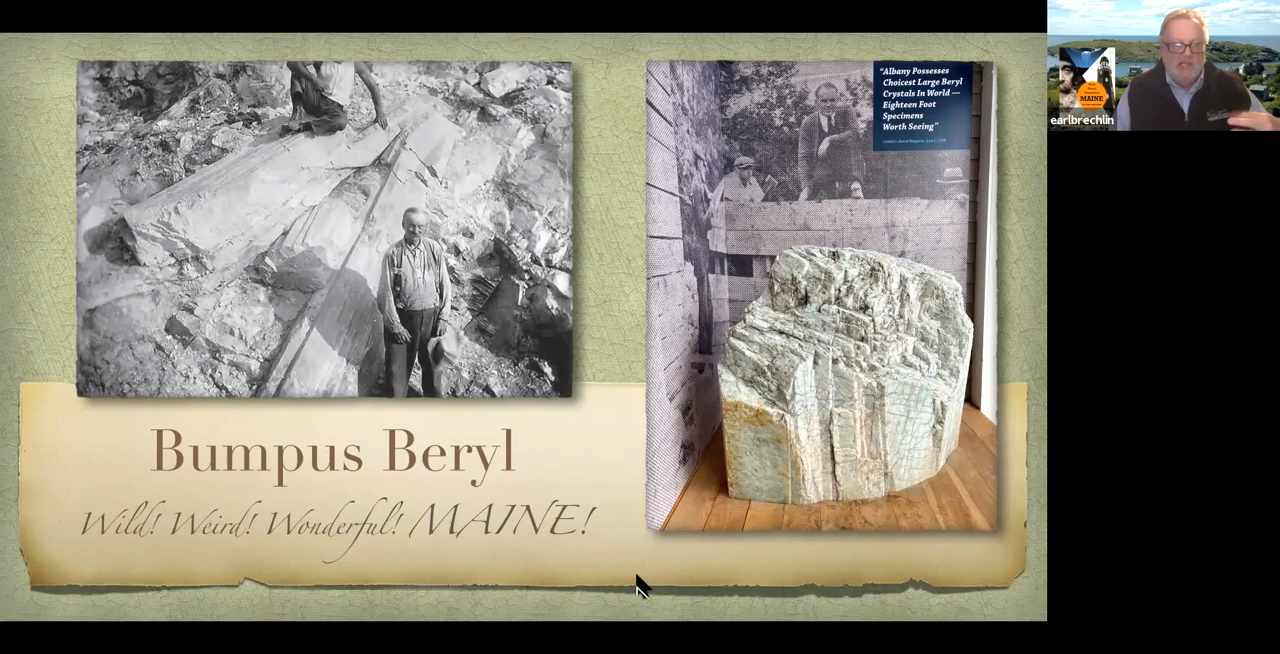 "Albany Possesses
Choicest Large Beryl
Crystals In World —
Eighteen Foot
Specimens
Worth Seeing"
Bumpus Beryl
Wild! Weird! Wonderful! MAINE!
MAINE
earlbrechlin